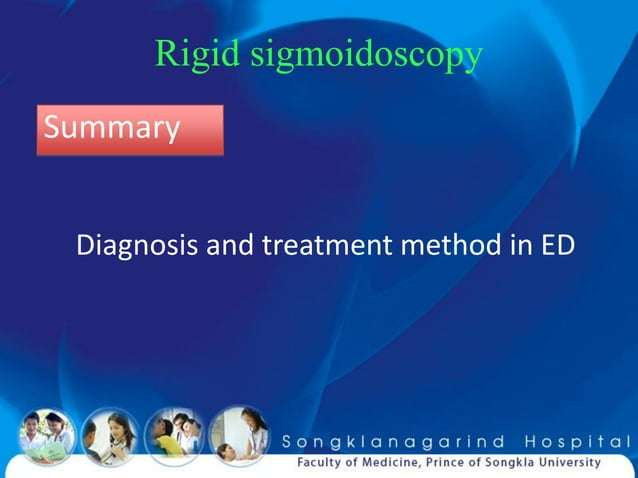 Rigid sigmoidoscopy
Summary
Diagnosis and treatment method in ED
Songklanagarind Hospital
Faculty of Medicine, Prince of Songkla University